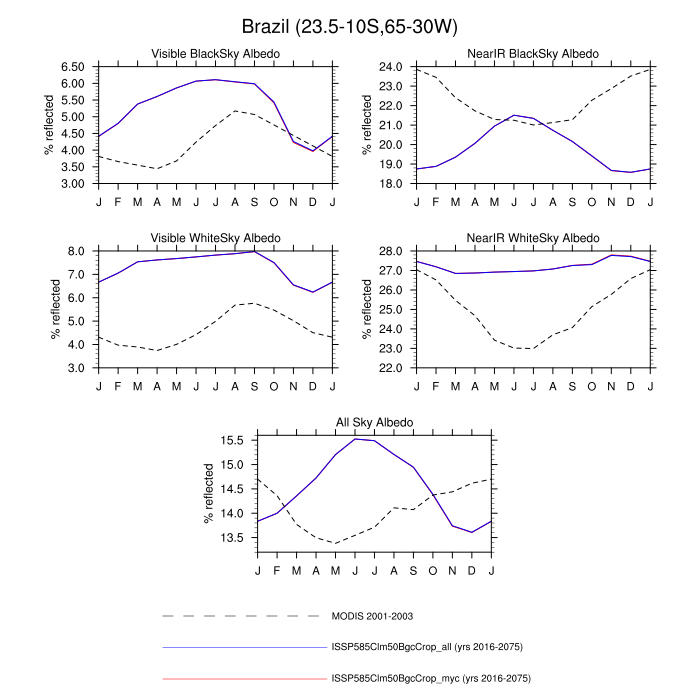 Brazil (23.5-10S,65-30W)
Visible BlackSky Albedo
% reflected
6.50
6.00
5.50
5.00
4.50
4.00
3.50
3.00
J F M A M J J A S O N D J
NearIR BlackSky Albedo
% reflected
24.0
23.0
22.0
21.0
20.0
19.0
18.0
J F M A M J J A S O N D J
Visible WhiteSky Albedo
% reflected
8.0
7.0
6.0
5.0
4.0
3.0
J F M A M J J A S O N D J
NearIR WhiteSky Albedo
% reflected
28.0
27.0
26.0
25.0
24.0
23.0
22.0
J F M A M J J A S O N D J
All Sky Albedo
% reflected
15.5
15.0
14.5
14.0
13.5
J F M A M J J A S O N D J
MODIS 2001-2003
ISSP585Clm50BgcCrop_all (yrs 2016-2075)
ISSP585Clm50BgcCrop_myc (yrs 2016-2075)